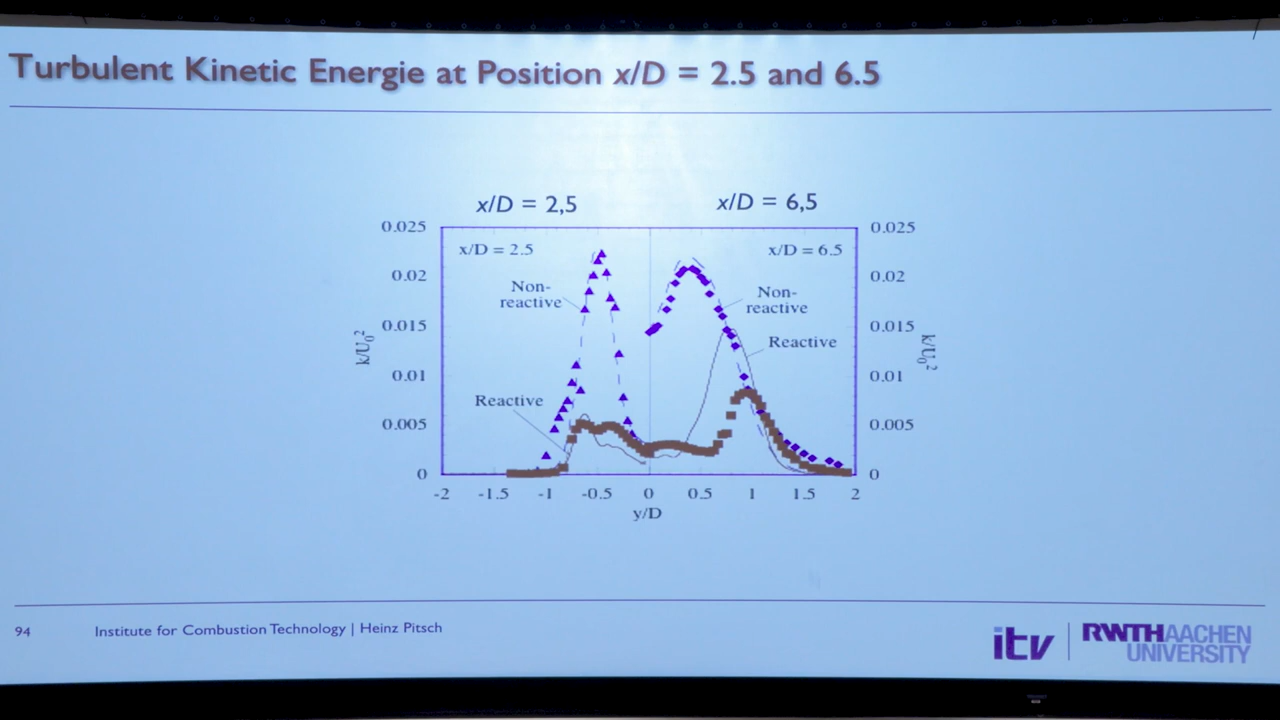 Turbulent Kinetic Energie at Position x/D = 2.5 and 6.5
x/D = 2,5
x/D = 6,5
0.025
0.02
0.015
0.01
0.005
0
k/U₀²
x/D = 2.5
Non-
reactive
Reactive
x/D = 6.5
Non-
reactive
Reactive
0.025
0.02
0.015
0.01
0.005
0
k/U₀²
-2 -1.5 -1 -0.5 0 0.5 1 1.5 2
y/D
94 Institute for Combustion Technology | Heinz Pitsch
itv
RWTHAACHEN
UNIVERSITY